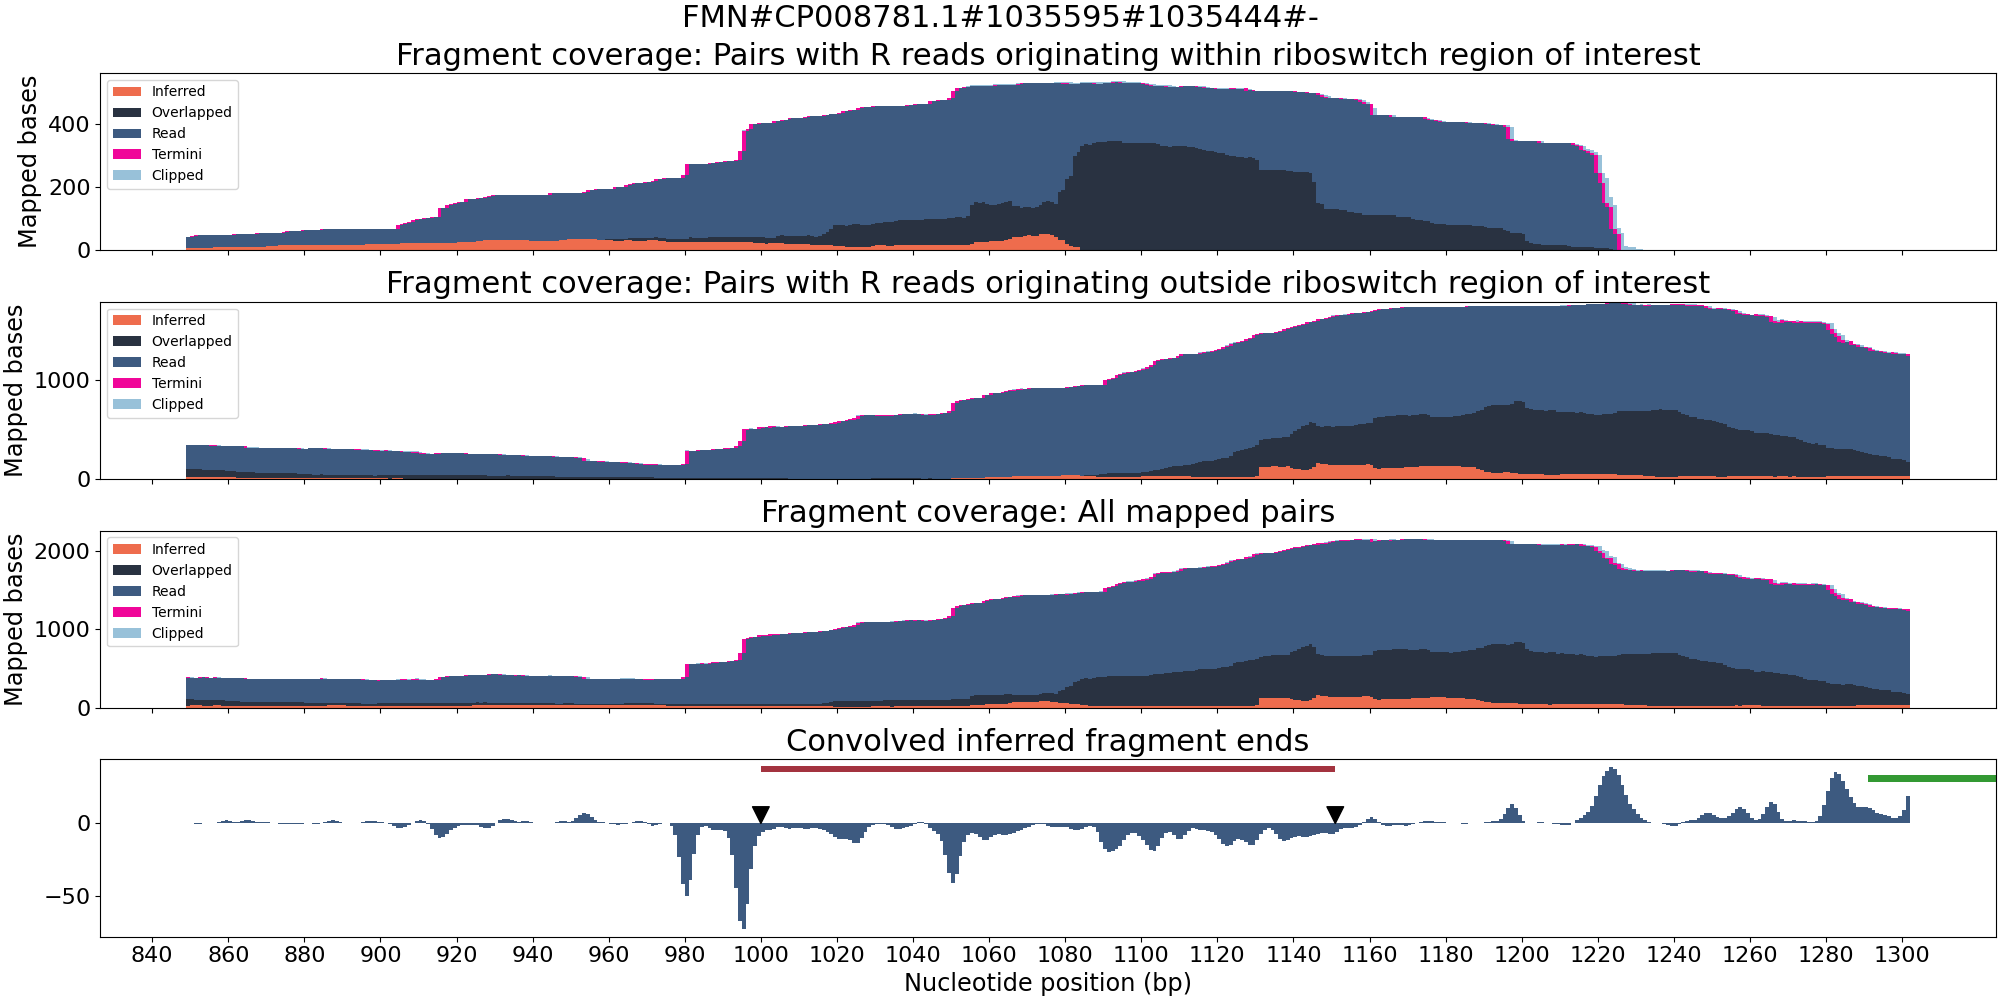 FMN#CP008781.1#1035595#1035444#-
Fragment coverage: Pairs with R reads originating within riboswitch region of interest
Mapped bases
400
200
0
Inferred
Overlapped
Read
Termini
Clipped
Fragment coverage: Pairs with R reads originating outside riboswitch region of interest
Mapped bases
1000
0
Inferred
Overlapped
Read
Termini
Clipped
Fragment coverage: All mapped pairs
Mapped bases
2000
1000
0
Inferred
Overlapped
Read
Termini
Clipped
Convolved inferred fragment ends
0
−50
840 860 880 900 920 940 960 980 1000 1020 1040 1060 1080 1100 1120 1140 1160 1180 1200 1220 1240 1260 1280 1300
Nucleotide position (bp)